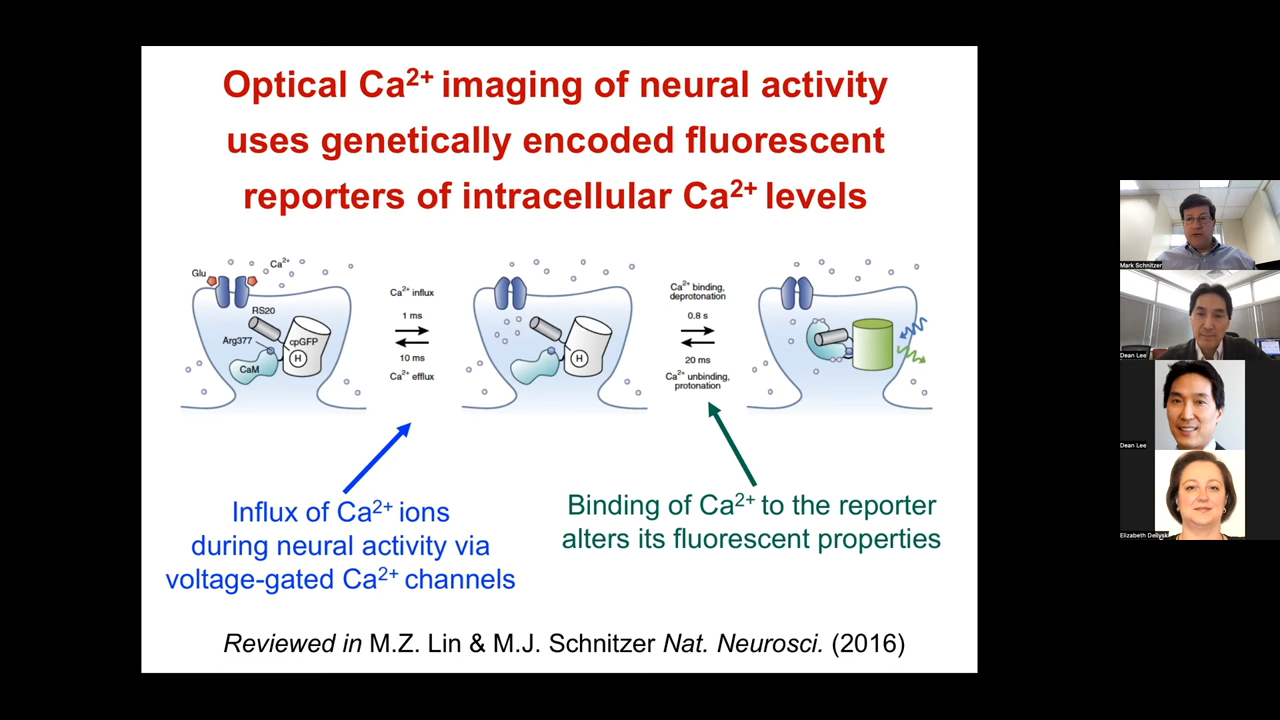 Optical Ca2+ imaging of neural activity
uses genetically encoded fluorescent
reporters of intracellular Ca2+ levels
Glu
Ca2+
RS20
Arg377
cpGFP
H
CaM
Ca2+ influx
1 ms
10 ms
Ca2+ efflux
H
Ca2+ binding,
deprotonation
0.8 s
20 ms
Ca2+ unbinding,
protonation
Influx of Ca2+ ions
during neural activity via
voltage-gated Ca2+ channels
Binding of Ca2+ to the reporter
alters its fluorescent properties
Reviewed in M.Z. Lin & M.J. Schnitzer Nat. Neurosci. (2016)
Mark Schnitzer
Dean Lee
Dean Lee
Elizabeth